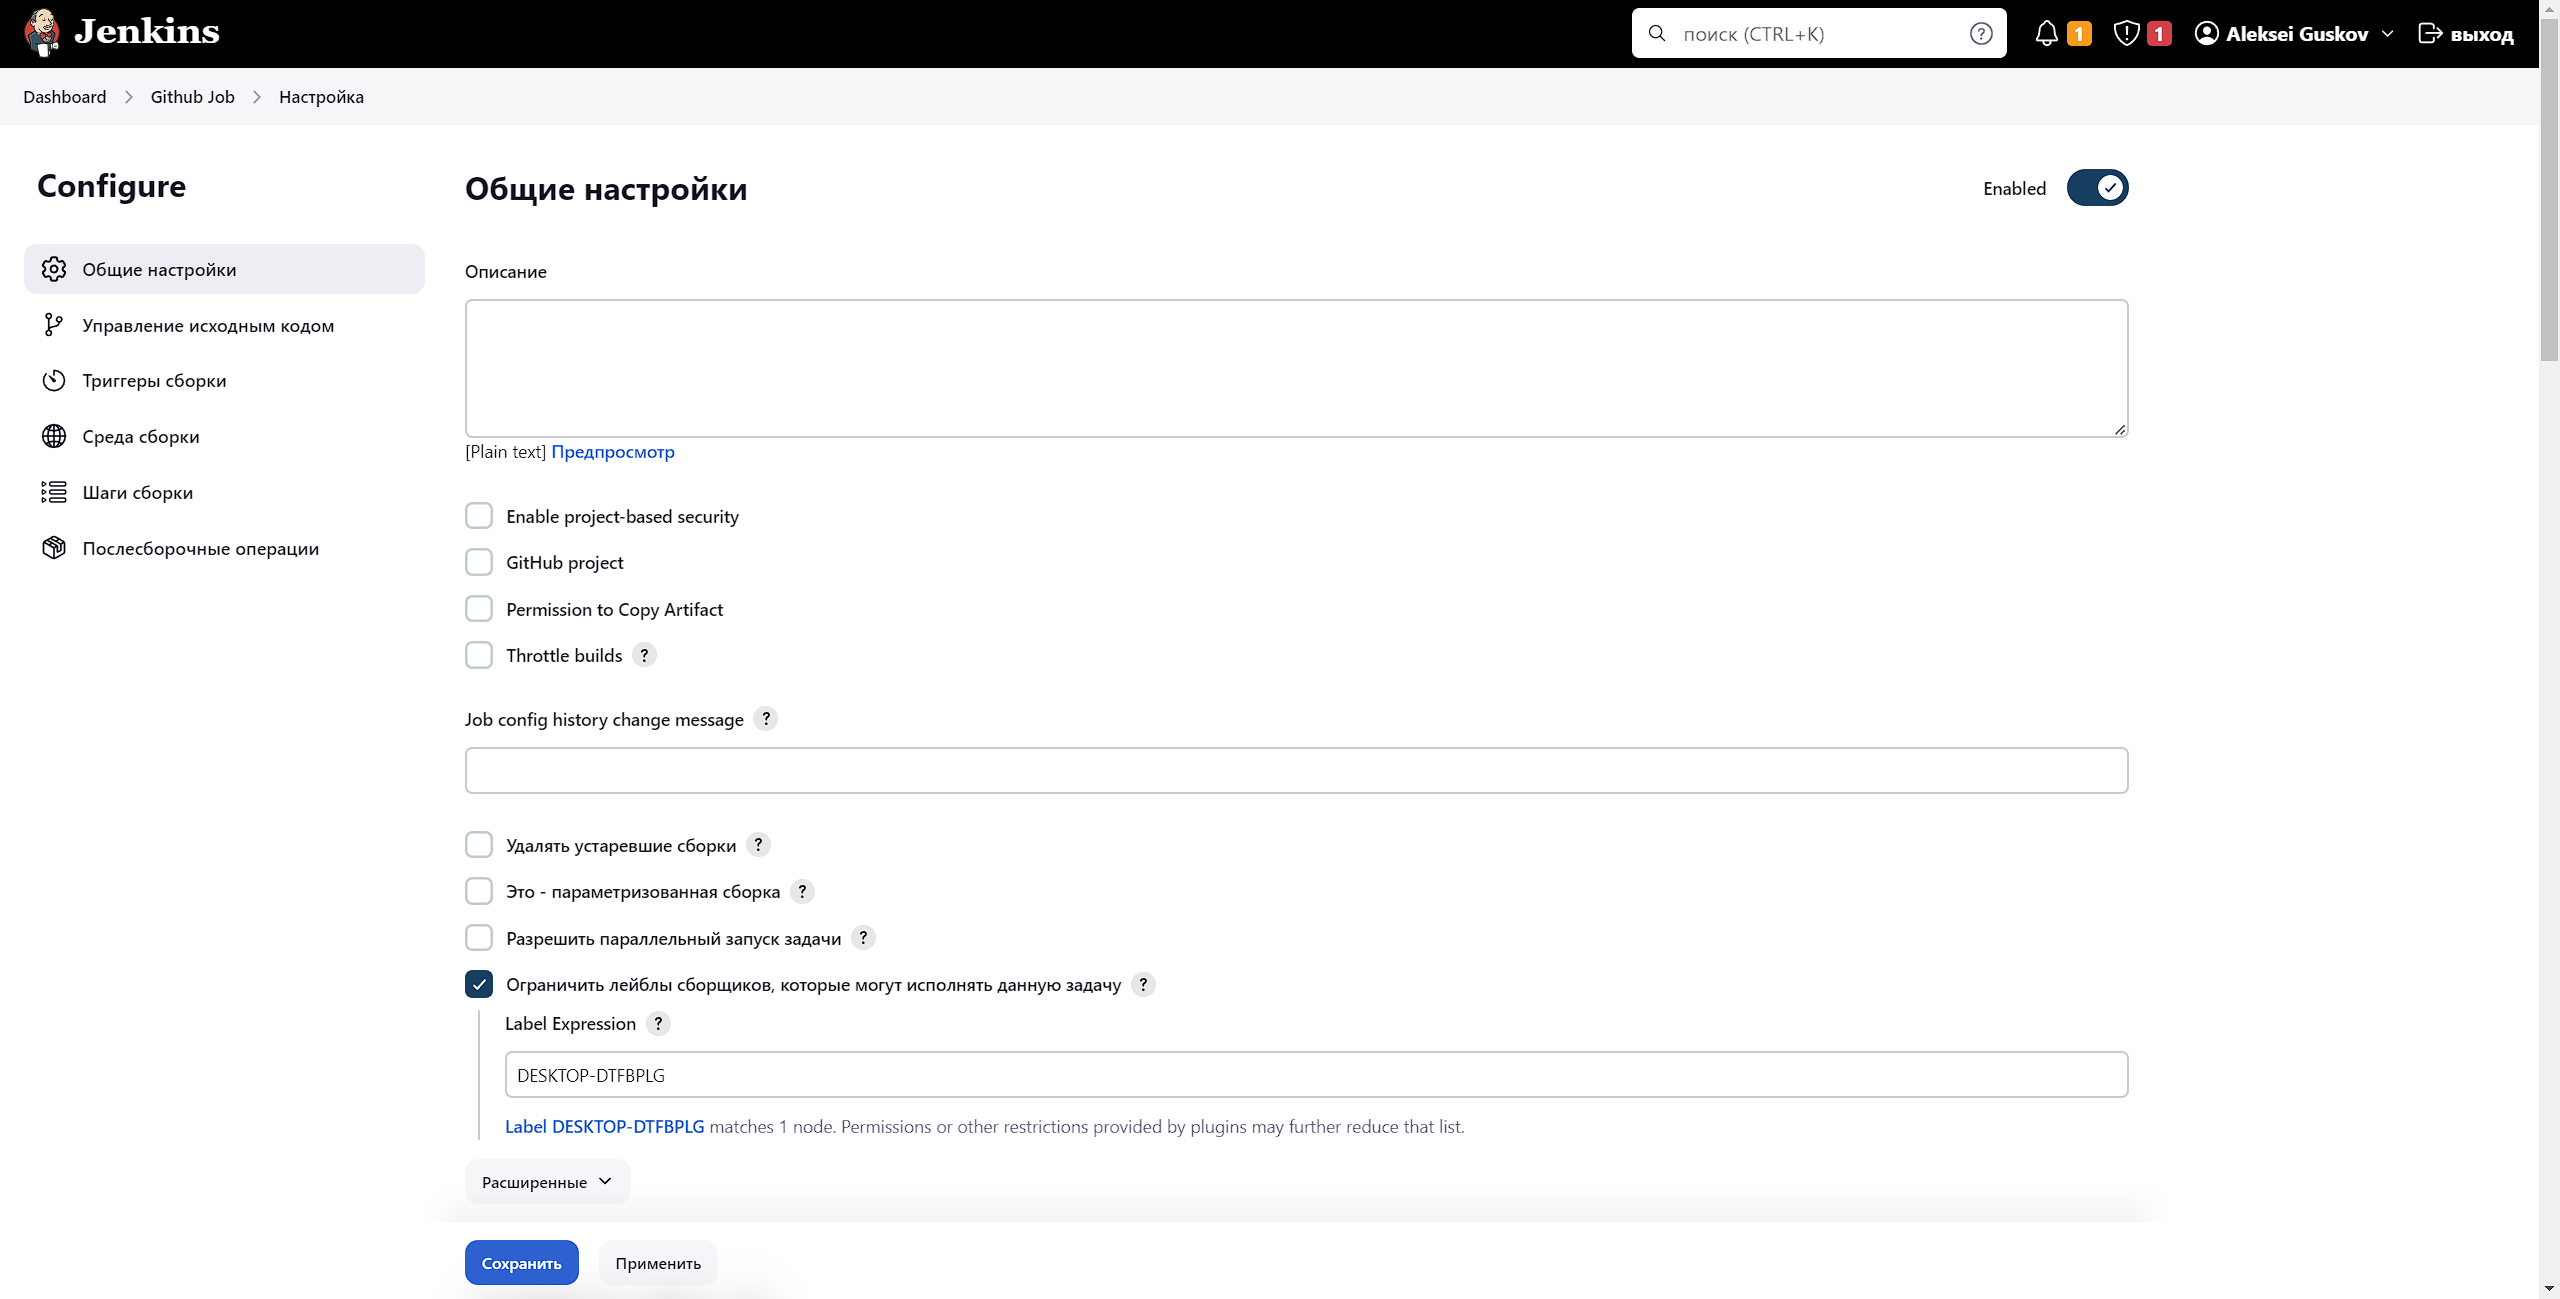 Jenkins
поиск (CTRL+K)
1
1
Aleksei Guskov
выход
Dashboard
Github Job
Настройка
Configure
Общие настройки
Управление исходным кодом
Триггеры сборки
Среда сборки
Шаги сборки
Послесборочные операции
Общие настройки
Enabled
Описание
[Plain text] Предпросмотр
Enable project-based security
GitHub project
Permission to Copy Artifact
Throttle builds ?
Job config history change message ?
Удалять устаревшие сборки ?
Это - параметризованная сборка ?
Разрешить параллельный запуск задачи ?
Ограничить лейблы сборщиков, которые могут исполнять данную задачу ?
Label Expression ?
DESKTOP-DTFBPLG
Label DESKTOP-DTFBPLG matches 1 node. Permissions or other restrictions provided by plugins may further reduce that list.
Расширенные
Сохранить
Применить